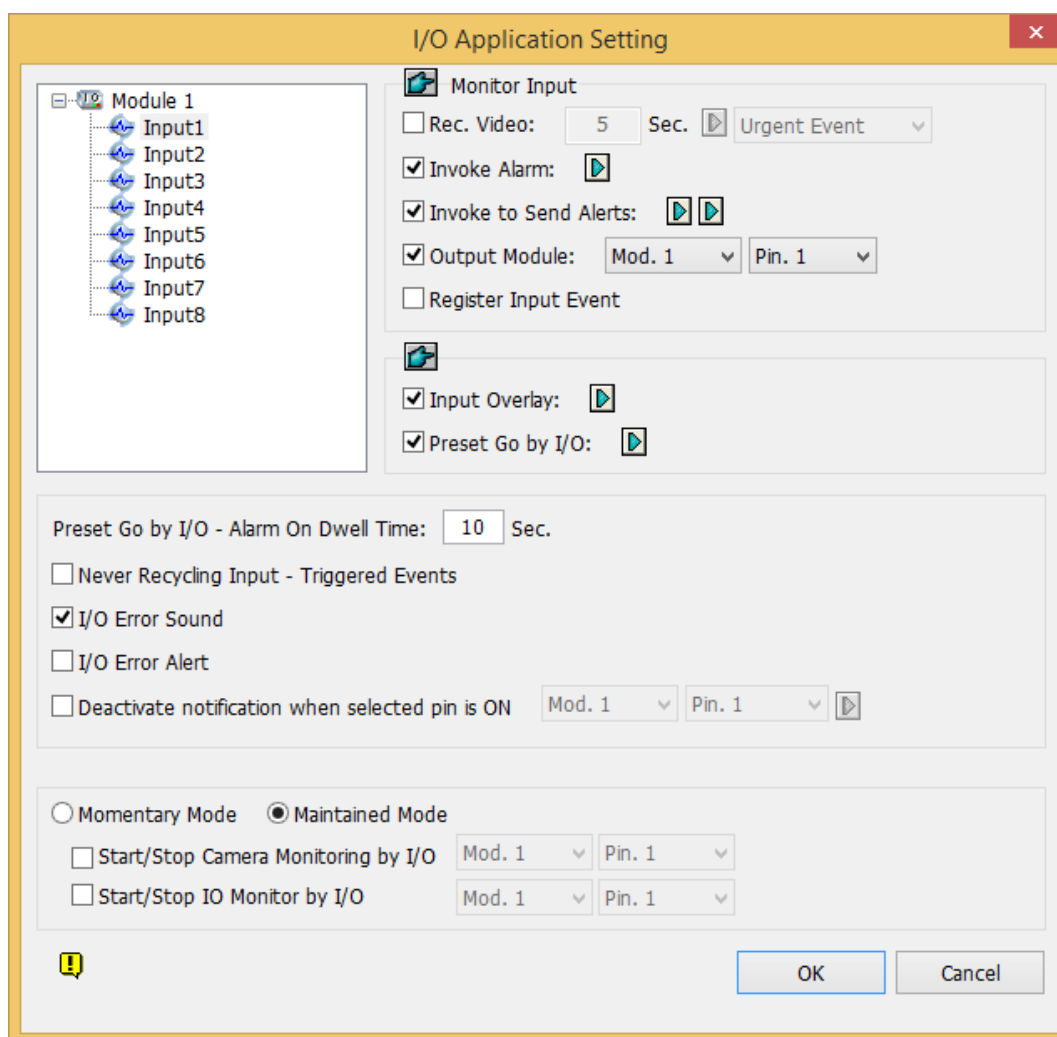 I/O Application Setting
Module 1
Input1
Input2
Input3
Input4
Input5
Input6
Input7
Input8
Monitor Input
Rec. Video: 5 Sec. Urgent Event
Invoke Alarm:
Invoke to Send Alerts:
Output Module: Mod. 1 Pin. 1
Register Input Event
Input Overlay:
Preset Go by I/O:
Preset Go by I/O - Alarm On Dwell Time: 10 Sec.
Never Recycling Input - Triggered Events
I/O Error Sound
I/O Error Alert
Deactivate notification when selected pin is ON Mod. 1 Pin. 1
Momentary Mode Maintained Mode
Start/Stop Camera Monitoring by I/O Mod. 1 Pin. 1
Start/Stop IO Monitor by I/O Mod. 1 Pin. 1
OK Cancel